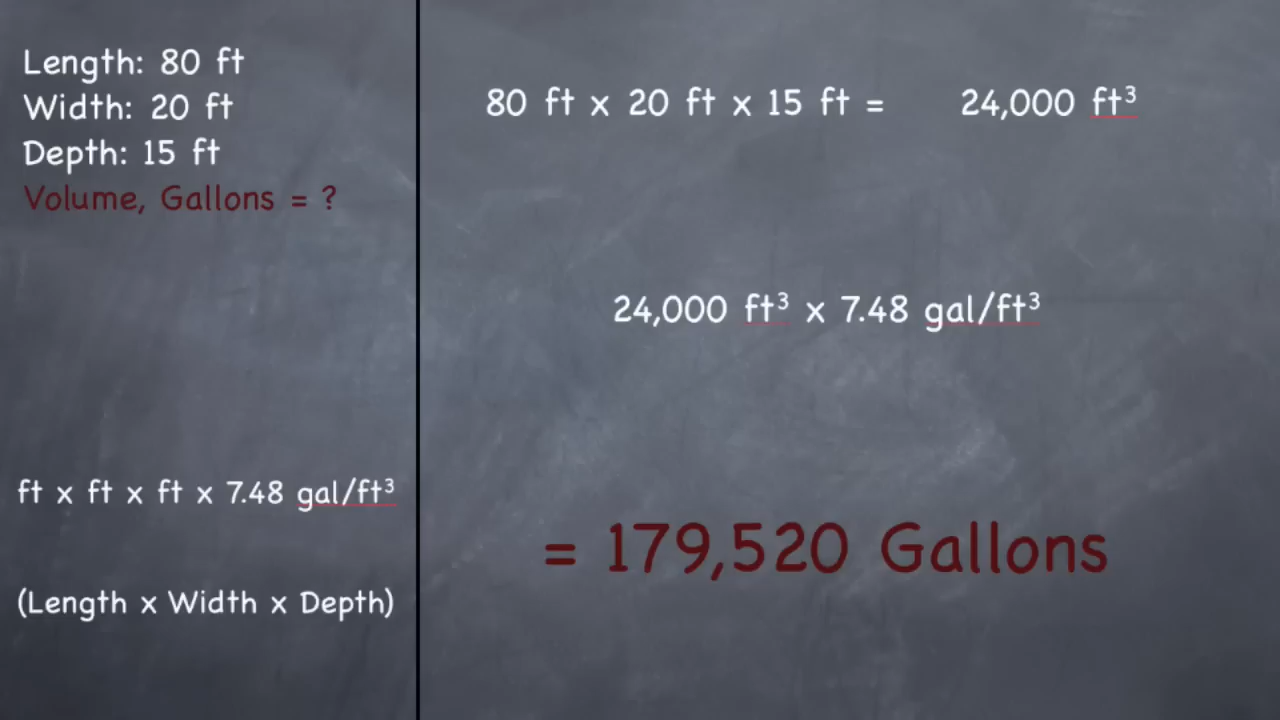 Length: 80 ft
Width: 20 ft
Depth: 15 ft
Volume, Gallons = ?
ft x ft x ft x 7.48 gal/ft³
(Length x Width x Depth)
80 ft x 20 ft x 15 ft = 24,000 ft³
24,000 ft³ x 7.48 gal/ft³
= 179,520 Gallons